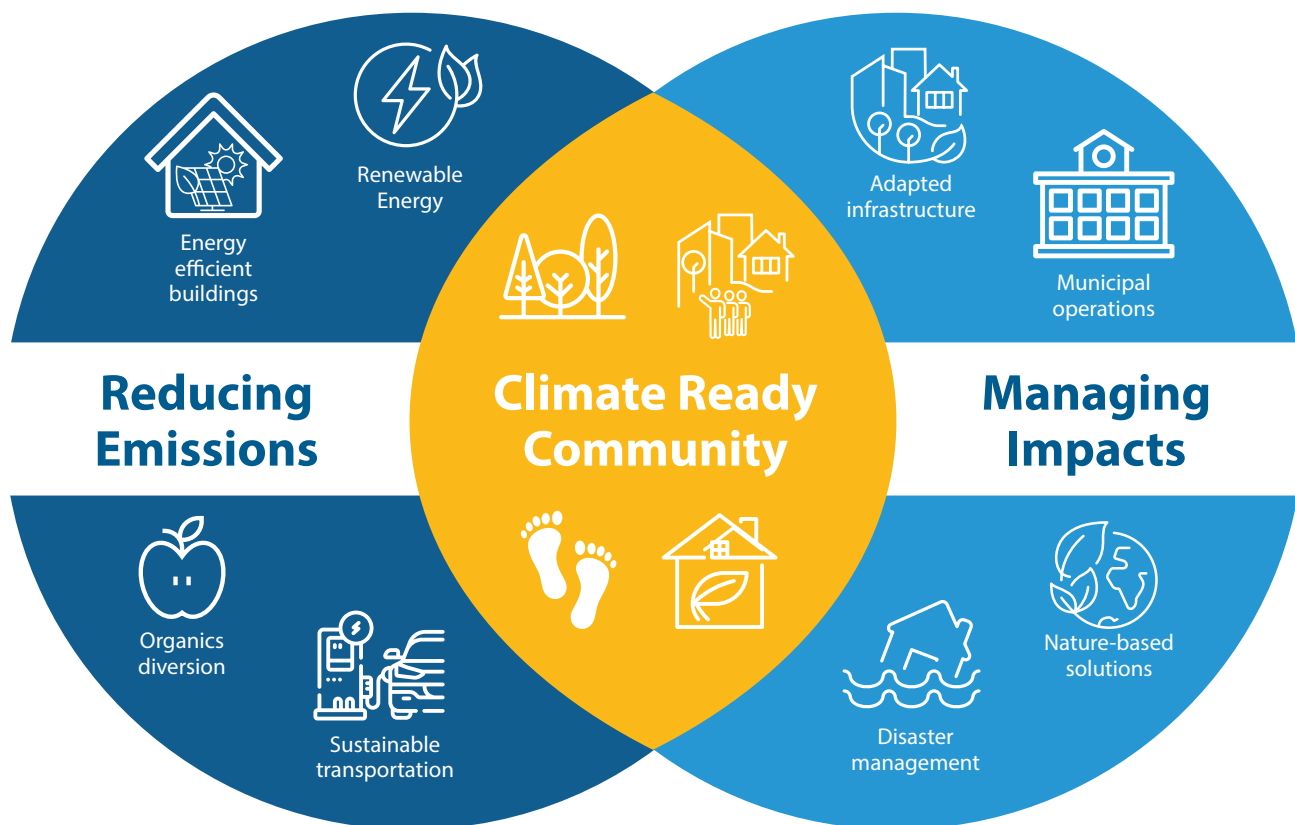 Renewable
Energy
Energy
efficient
buildings
Reducing
Emissions
Organics
diversion
Sustainable
transportation
Climate Ready
Community
Adapted
infrastructure
Municipal
operations
Managing
Impacts
Nature-based
solutions
Disaster
management